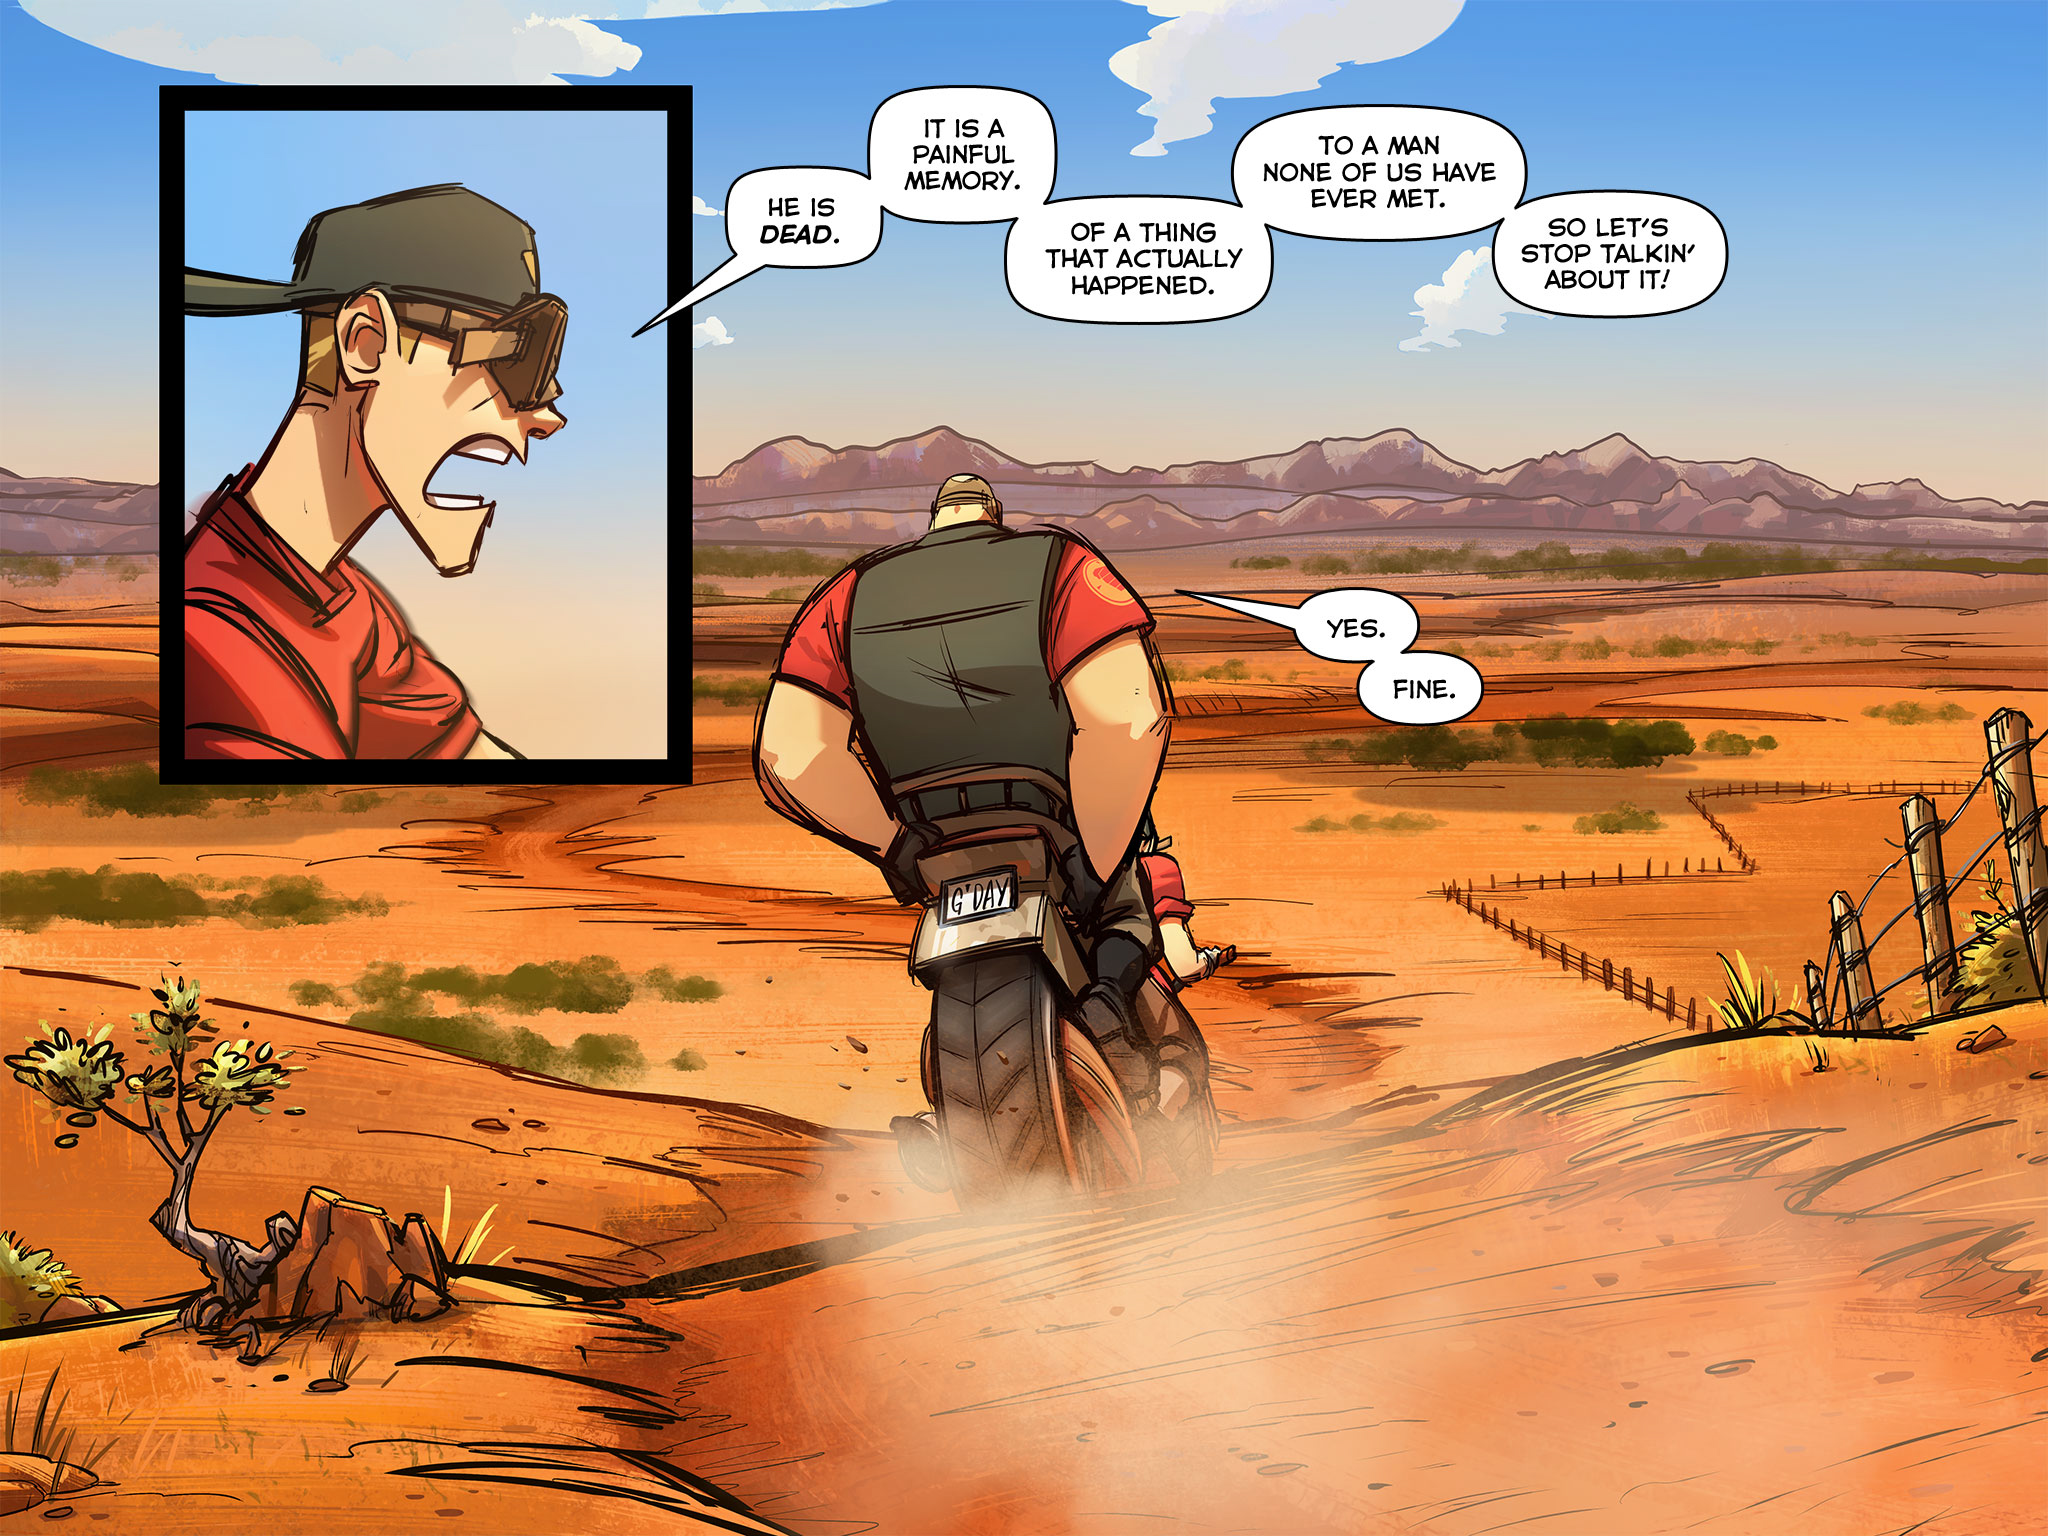 HE IS
DEAD.
IT IS A
PAINFUL
MEMORY.
OF A THING
THAT ACTUALLY
HAPPENED.
TO A MAN
NONE OF US HAVE
EVER MET.
SO LET'S
STOP TALKIN'
ABOUT IT!
YES.
FINE.
G'DAY